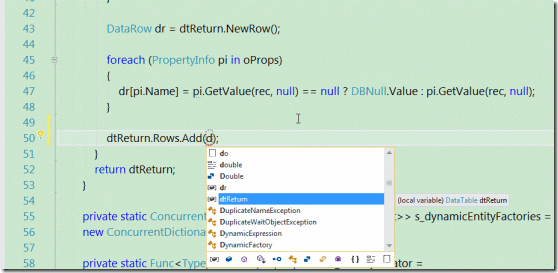 41 }
42
43 DataRow dr = dtReturn.NewRow();
44
45 foreach (PropertyInfo pi in oProps)
46 {
47 dr[pi.Name] = pi.GetValue(rec, null) == null ? DBNull.Value : pi.GetValue(rec, null);
48 }
49
50 dtReturn.Rows.Add(d);
51 }
do
double
Double
dr
dtReturn
(local variable) DataTable dtReturn
DuplicateNameException
DuplicateWaitObjectException
DynamicExpression
DynamicFactory
52 return dtReturn;
53 }
54
55 private static Concurrent t>> s_dynamicEntityFactories =
56 new ConcurrentDictiona
57
58 private static Func<Type ator =